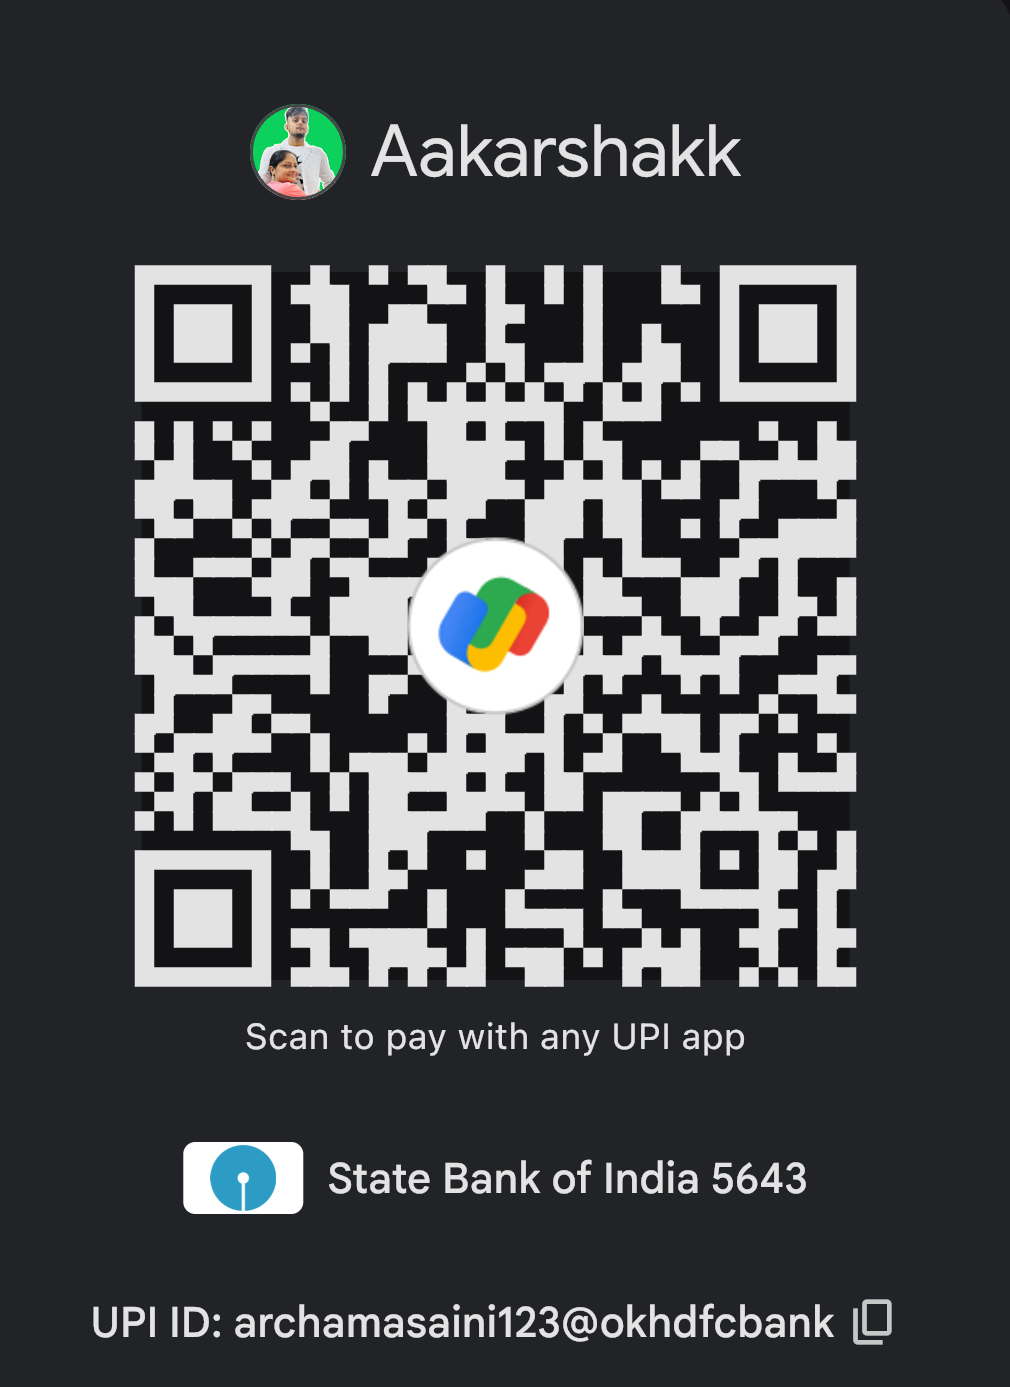 Aakarshakk
Scan to pay with any UPI app
State Bank of India 5643
UPI ID: archamasaini123@okhdfcbank